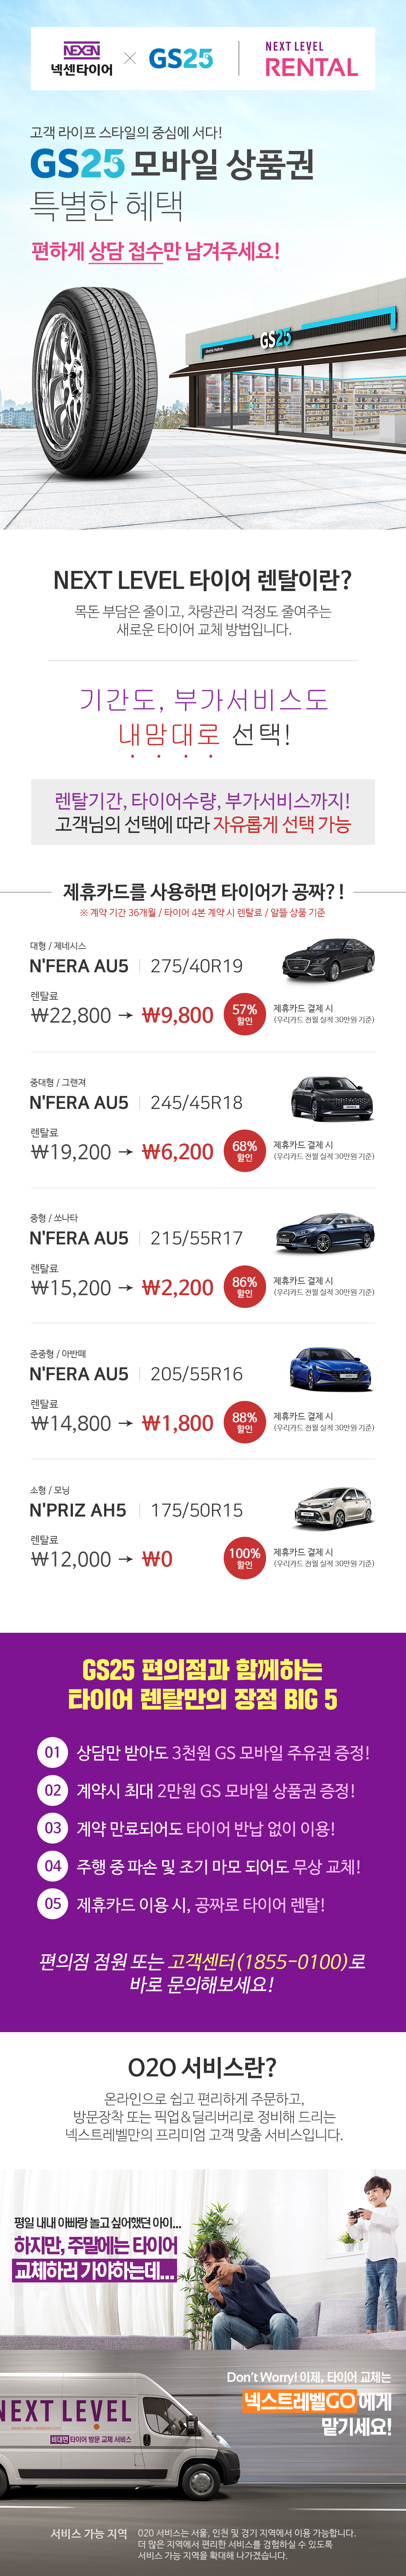 NEXEN
넥센타이어
×
GS25
NEXT LEVEL
RENTAL
고객 라이프 스타일의 중심에 서다!
GS25 모바일 상품권
특별한 혜택
편하게 상담 접수만 남겨주세요!
GS25
NEXT LEVEL 타이어 렌탈이란?
목돈 부담은 줄이고, 차량관리 걱정도 줄여주는
새로운 타이어 교체 방법입니다.
기간도, 부가서비스도
내맘대로 선택!
렌탈기간, 타이어수량, 부가서비스까지!
고객님의 선택에 따라 자유롭게 선택 가능
제휴카드를 사용하면 타이어가 공짜?!
※ 계약 기간 36개월 / 타이어 4본 계약 시 렌탈료 / 알뜰 상품 기준
대형 / 제네시스
N'FERA AU5 | 275/40R19
렌탈료
₩22,800 → ₩9,800
57%
할인
제휴카드 결제 시
(우리카드 전월 실적 30만원 기준)
중대형 / 그랜져
N'FERA AU5 | 245/45R18
렌탈료
₩19,200 → ₩6,200
68%
할인
제휴카드 결제 시
(우리카드 전월 실적 30만원 기준)
중형 / 쏘나타
N'FERA AU5 | 215/55R17
렌탈료
₩15,200 → ₩2,200
86%
할인
제휴카드 결제 시
(우리카드 전월 실적 30만원 기준)
준중형 / 아반떼
N'FERA AU5 | 205/55R16
렌탈료
₩14,800 → ₩1,800
88%
할인
제휴카드 결제 시
(우리카드 전월 실적 30만원 기준)
소형 / 모닝
N'PRIZ AH5 | 175/50R15
렌탈료
₩12,000 → ₩0
100%
할인
제휴카드 결제 시
(우리카드 전월 실적 30만원 기준)
GS25 편의점과 함께하는
타이어 렌탈만의 장점 BIG 5
01 상담만 받아도 3천원 GS 모바일 주유권 증정!
02 계약시 최대 2만원 GS 모바일 상품권 증정!
03 계약 만료되어도 타이어 반납 없이 이용!
04 주행 중 파손 및 조기 마모 되어도 무상 교체!
05 제휴카드 이용 시, 공짜로 타이어 렌탈!
편의점 점원 또는 고객센터(1855-0100)로
바로 문의해보세요!
O2O 서비스란?
온라인으로 쉽고 편리하게 주문하고,
방문장착 또는 픽업&딜리버리로 정비해 드리는
넥스트레벨만의 프리미엄 고객 맞춤 서비스입니다.
평일 내내 아빠랑 놀고 싶어했던 아이...
하지만, 주말에는 타이어
교체하러 가야하는데...
Don't Worry! 이제, 타이어 교체는
넥스트레벨GO에게
맡기세요!
NEXT LEVEL
비대면 타이어 방문 교체 서비스
서비스 가능 지역
O2O 서비스는 서울, 인천 및 경기 지역에서 이용 가능합니다.
더 많은 지역에서 편리한 서비스를 경험하실 수 있도록
서비스 가능 지역을 확대해 나가겠습니다.